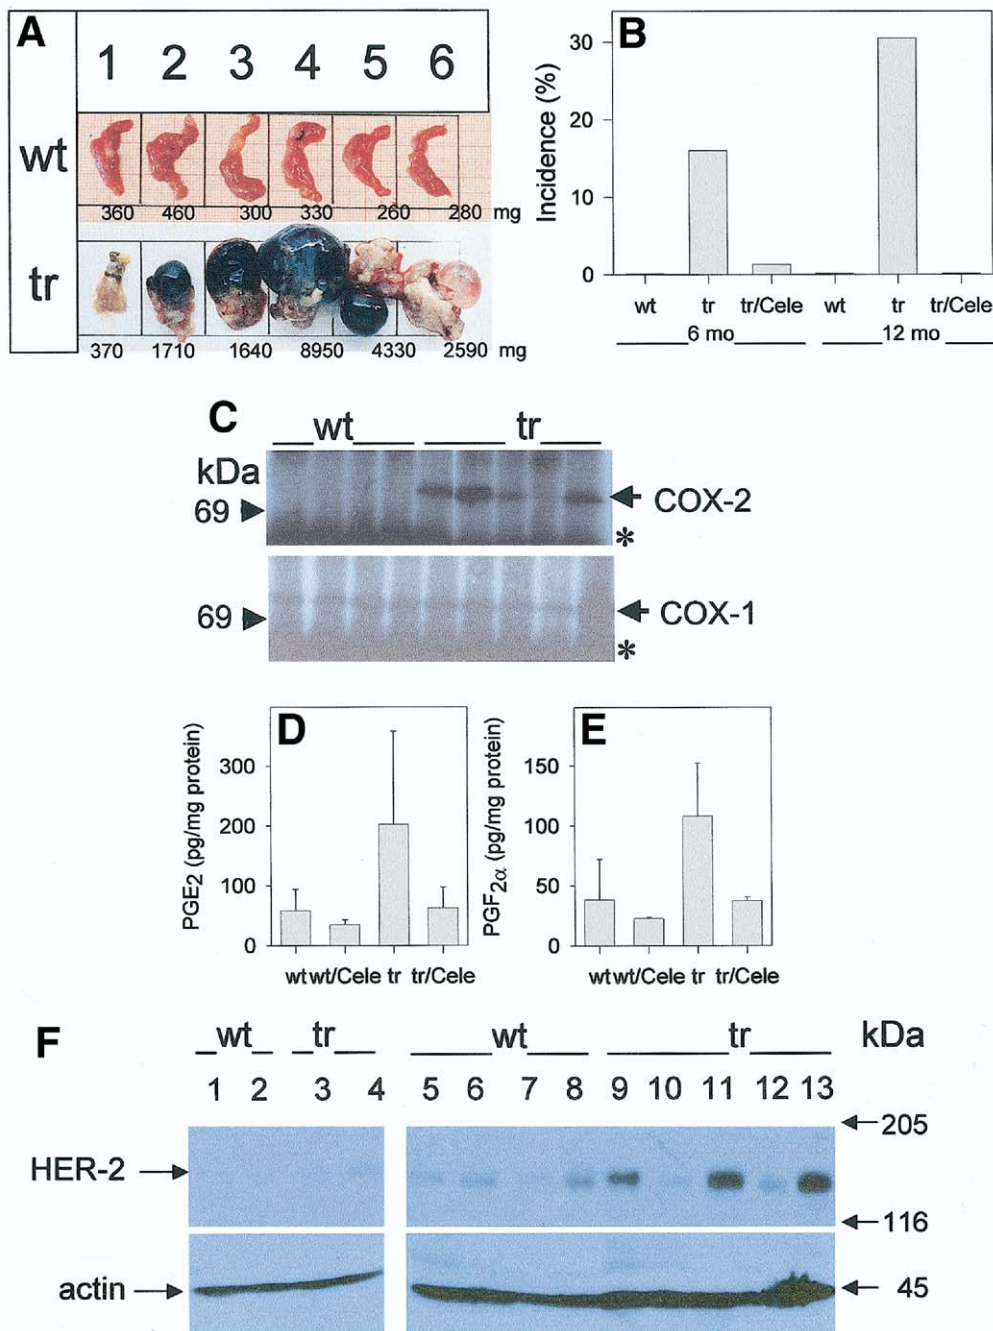 A
1 2 3 4 5 6
wt
360 460 300 330 260 280 mg
tr
370 1710 1640 8950 4330 2590 mg
B
Incidence (%)
30
20
10
0
wt tr tr/Cele wt tr tr/Cele
6 mo 12 mo
C
wt tr
kDa
69 COX-2
*
69 COX-1
*
D
PGE2 (pg/mg protein)
300
200
100
0
wt wt/Cele tr tr/Cele
E
PGF2α (pg/mg protein)
150
100
50
0
wt wt/Cele tr tr/Cele
F
wt tr wt tr kDa
1 2 3 4 5 6 7 8 9 10 11 12 13
205
HER-2
116
actin 45